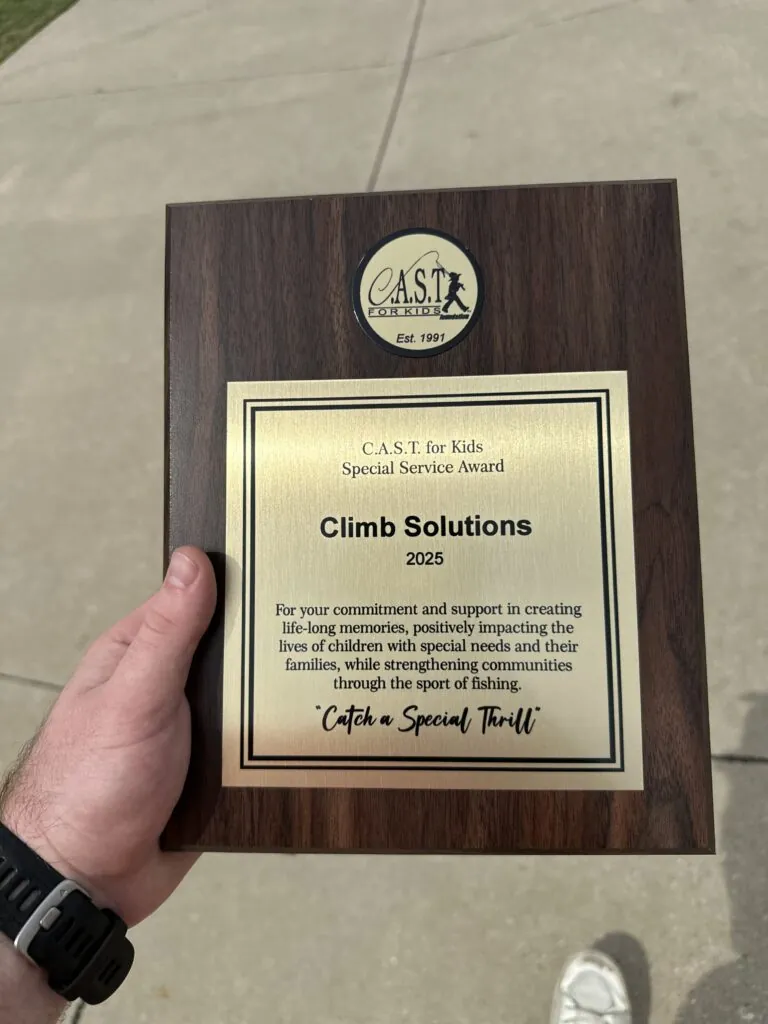 C.A.S.T.
FOR KIDS
foundation
Est. 1991
C.A.S.T. for Kids
Special Service Award
Climb Solutions
2025
For your commitment and support in creating
life-long memories, positively impacting the
lives of children with special needs and their
families, while strengthening communities
through the sport of fishing.
"Catch a Special Thrill"